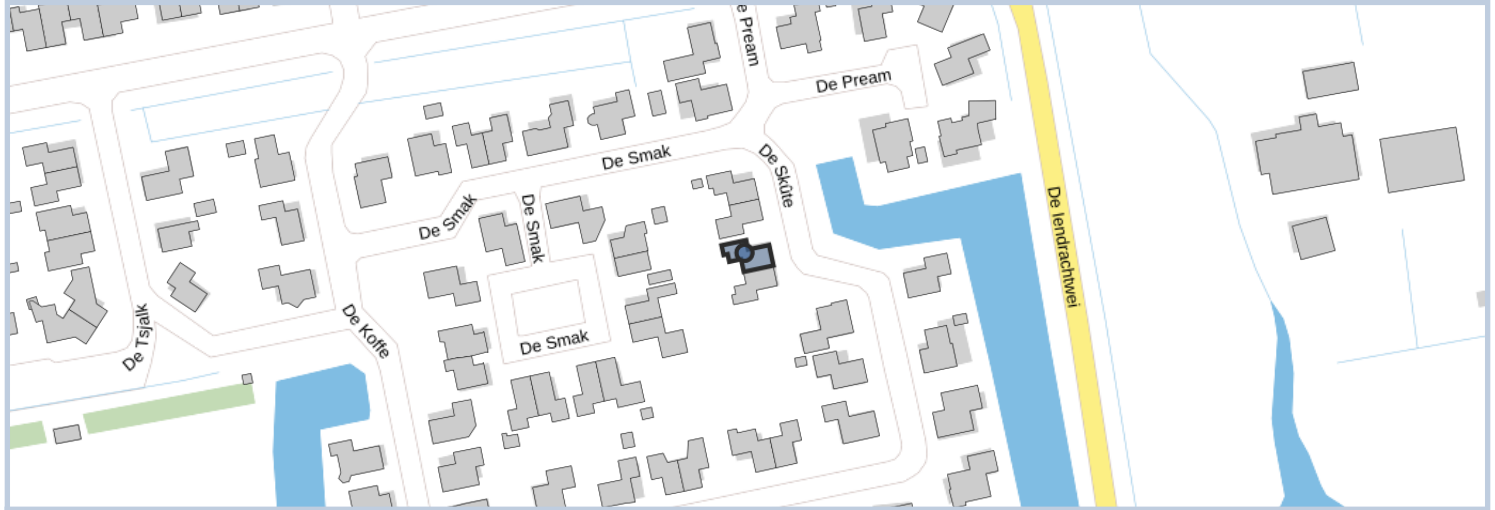 De Pream
De Pream
De Smak
De Skûte
De Smak
De Smak
De Iendrachtwei
De Tsjalk
De Koffe
De Smak